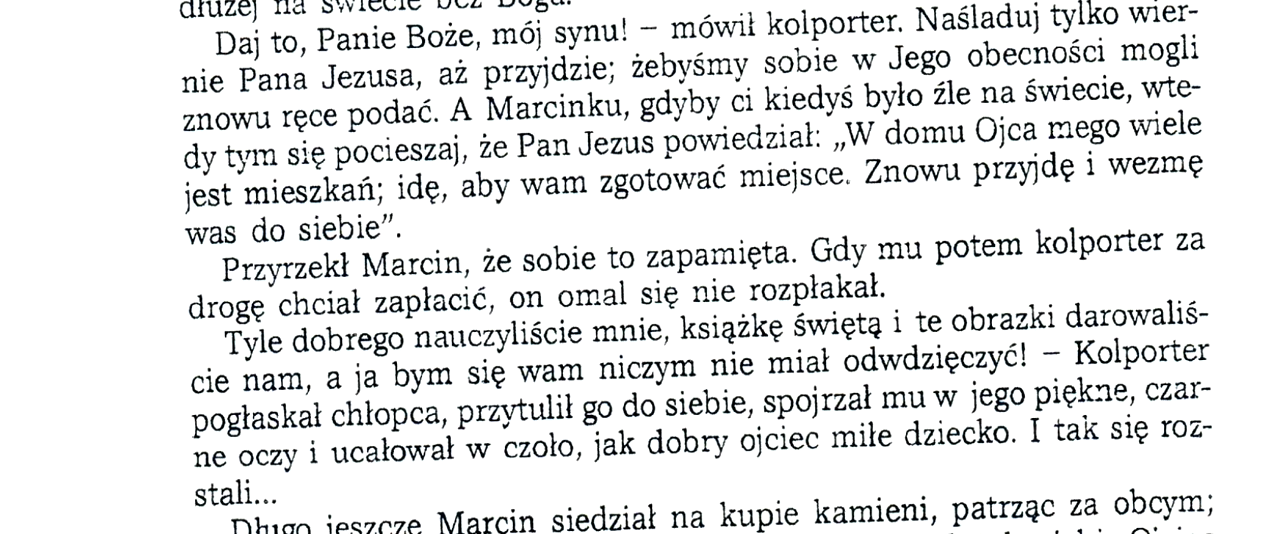 dłużej na świecie bez Boga.
Daj to, Panie Boże, mój synu! – mówił kolporter. Naśladuj tylko wier-
nie Pana Jezusa, aż przyjdzie; żebyśmy sobie w Jego obecności mogli
znowu ręce podać. A Marcinku, gdyby ci kiedyś było źle na świecie, wte-
dy tym się pocieszaj, że Pan Jezus powiedział: „W domu Ojca mego wiele
jest mieszkań; idę, aby wam zgotować miejsce. Znowu przyjdę i wezmę
was do siebie”.
Przyrzekł Marcin, że sobie to zapamięta. Gdy mu potem kolporter za
drogę chciał zapłacić, on omal się nie rozpłakał.
Tyle dobrego nauczyliście mnie, książkę świętą i te obrazki darowaliś-
cie nam, a ja bym się wam niczym nie miał odwdzięczyć! – Kolporter
pogłaskał chłopca, przytulił go do siebie, spojrzał mu w jego piękne, czar-
ne oczy i ucałował w czoło, jak dobry ojciec miłe dziecko. I tak się roz-
stali...
Długo jeszcze Marcin siedział na kupie kamieni, patrząc za obcym;